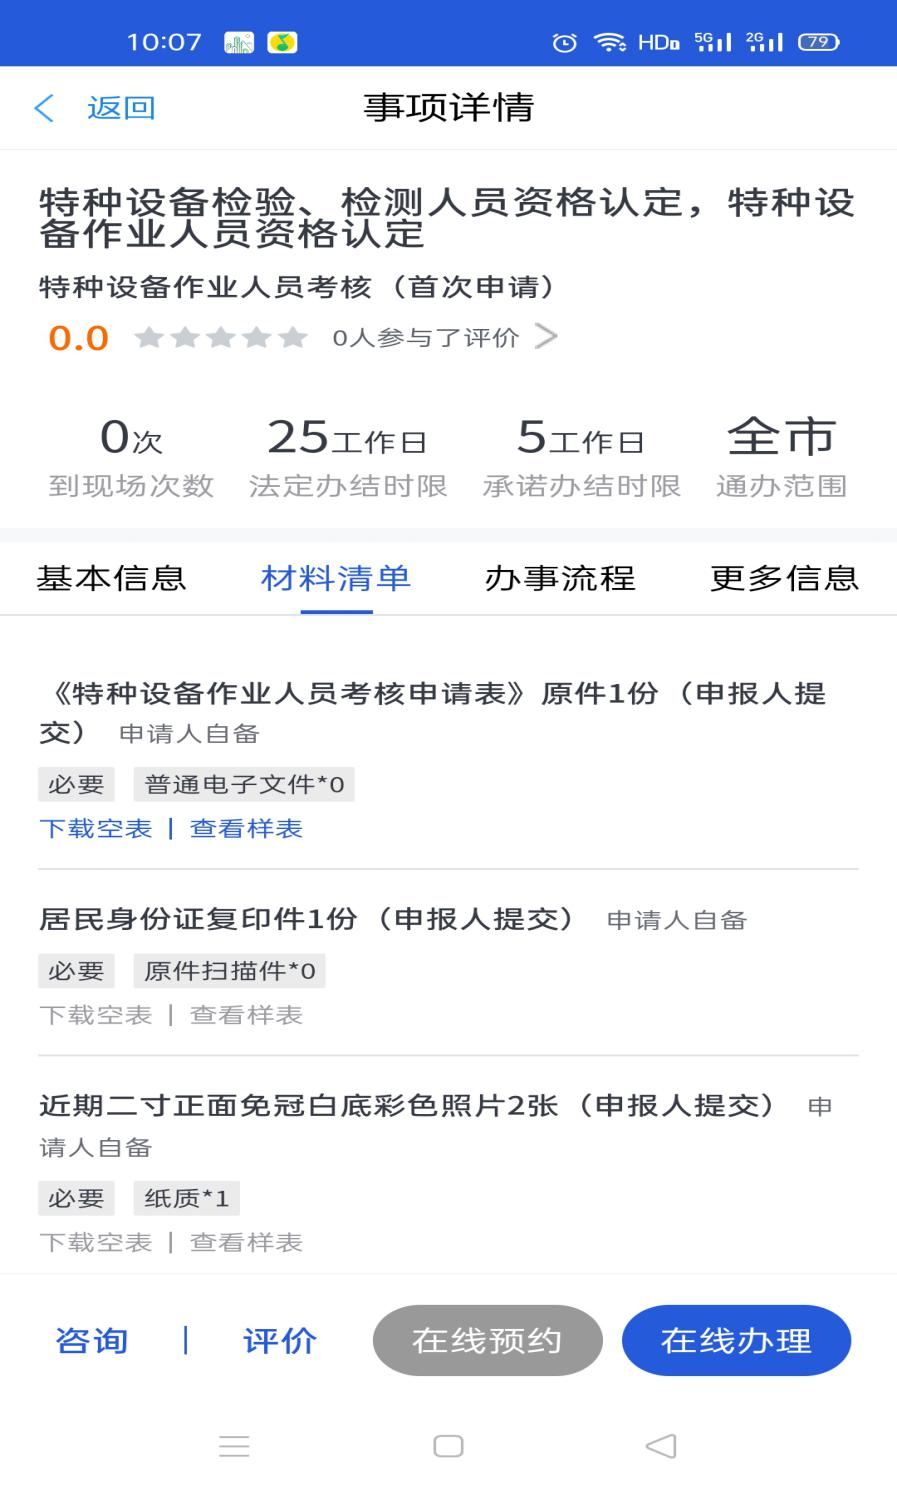 10:07 HD 5G 2G 79
返回 事项详情
特种设备检验、检测人员资格认定，特种设
备作业人员资格认定
特种设备作业人员考核（首次申请）
0.0 0人参与了评价
0次 25工作日 5工作日 全市
到现场次数 法定办结时限 承诺办结时限 通办范围
基本信息 材料清单 办事流程 更多信息
《特种设备作业人员考核申请表》原件1份（申报人提
交） 申请人自备
必要 普通电子文件*0
下载空表 | 查看样表
居民身份证复印件1份（申报人提交） 申请人自备
必要 原件扫描件*0
下载空表 | 查看样表
近期二寸正面免冠白底彩色照片2张（申报人提交） 申
请人自备
必要 纸质*1
下载空表 | 查看样表
咨询 | 评价 在线预约 在线办理